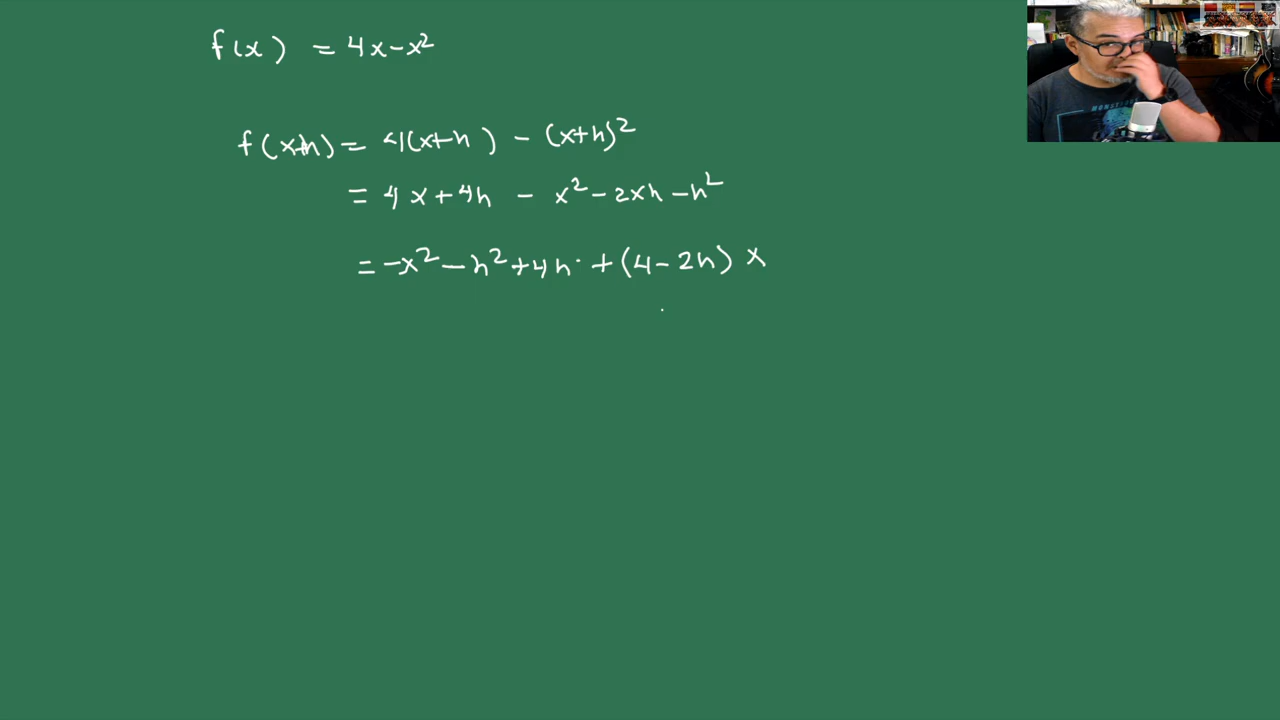 f(x) = 4x-x²
f(x+h) = 4(x+h) - (x+h)²
= 4x+4h - x² - 2xh - h²
= -x² - h² + 4h + (4-2h) x